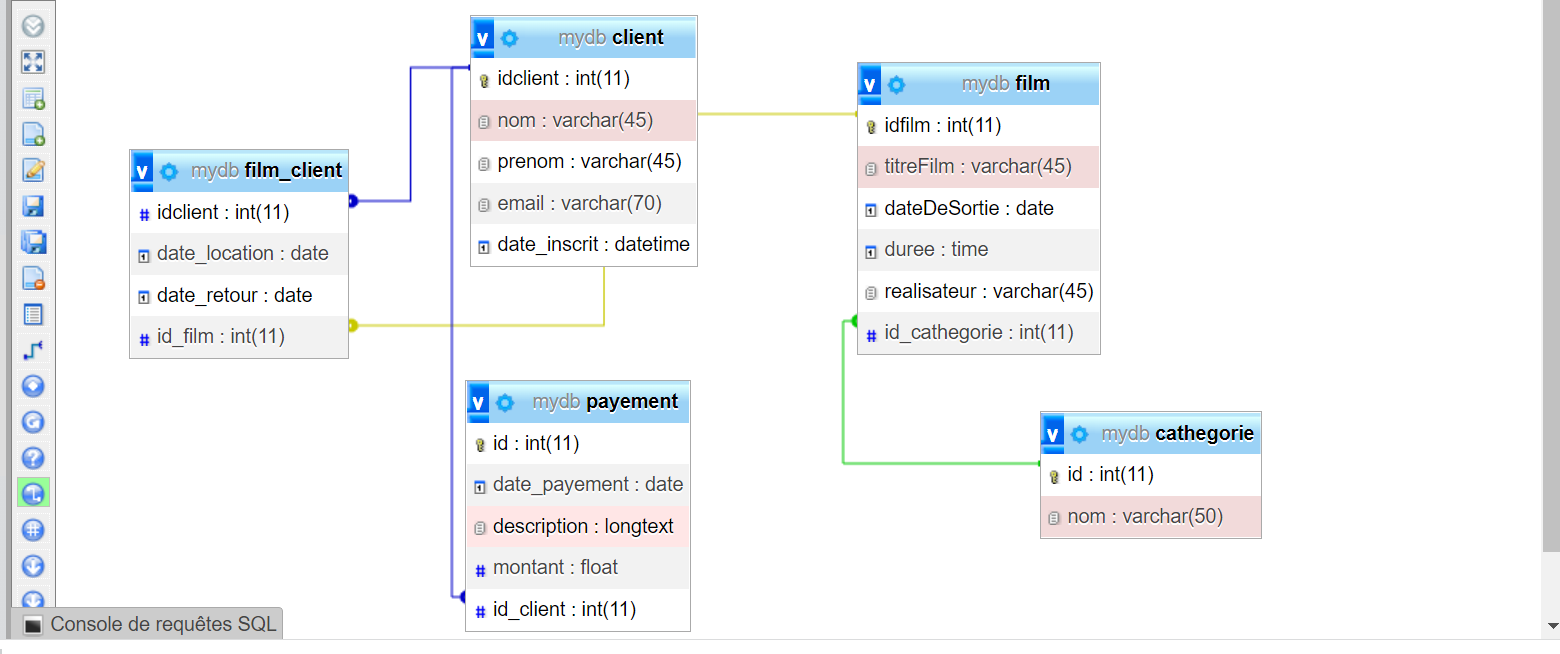 mydb client
idclient : int(11)
nom : varchar(45)
prenom : varchar(45)
email : varchar(70)
date_inscrit : datetime
mydb film
idfilm : int(11)
titreFilm : varchar(45)
dateDeSortie : date
duree : time
realisateur : varchar(45)
id_cathegorie : int(11)
mydb film_client
idclient : int(11)
date_location : date
date_retour : date
id_film : int(11)
mydb payement
id : int(11)
date_payement : date
description : longtext
montant : float
id_client : int(11)
mydb cathegorie
id : int(11)
nom : varchar(50)
Console de requêtes SQL